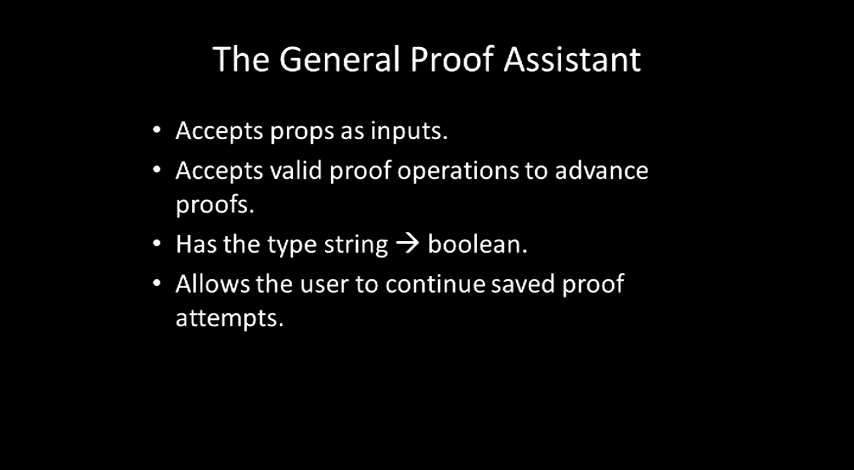 The General Proof Assistant
• Accepts props as inputs.
• Accepts valid proof operations to advance
proofs.
• Has the type string → boolean.
• Allows the user to continue saved proof
attempts.